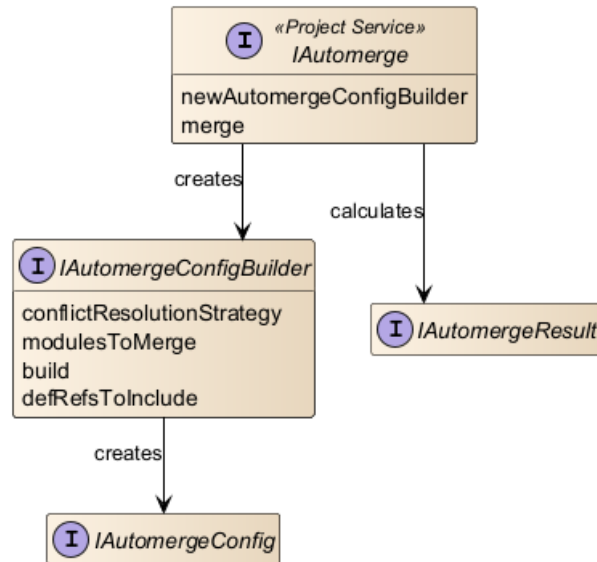 I
«Project Service»
IAutomerge
newAutomergeConfigBuilder
merge
creates
calculates
I
IAutomergeConfigBuilder
conflictResolutionStrategy
modulesToMerge
build
defRefsToInclude
I
IAutomergeResult
creates
I
IAutomergeConfig